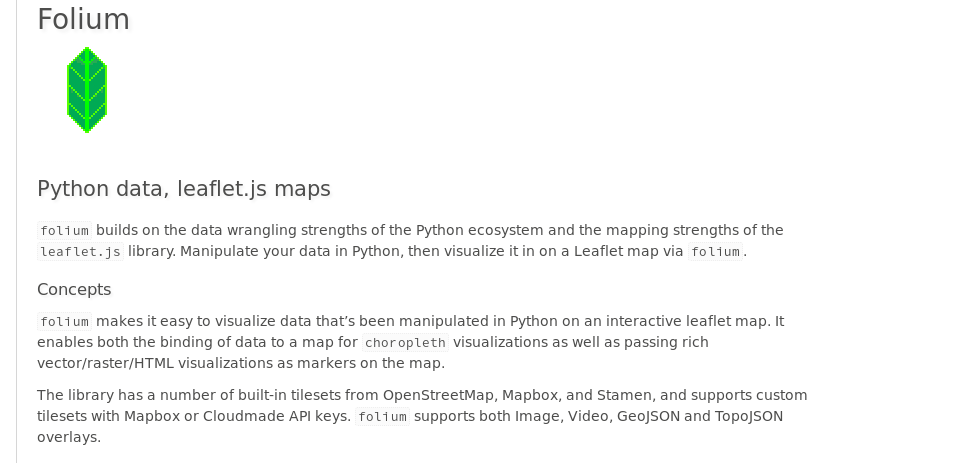 Folium
Python data, leaflet.js maps
folium builds on the data wrangling strengths of the Python ecosystem and the mapping strengths of the
leaflet.js library. Manipulate your data in Python, then visualize it in on a Leaflet map via folium.
Concepts
folium makes it easy to visualize data that’s been manipulated in Python on an interactive leaflet map. It
enables both the binding of data to a map for choropleth visualizations as well as passing rich
vector/raster/HTML visualizations as markers on the map.
The library has a number of built-in tilesets from OpenStreetMap, Mapbox, and Stamen, and supports custom
tilesets with Mapbox or Cloudmade API keys. folium supports both Image, Video, GeoJSON and TopoJSON
overlays.